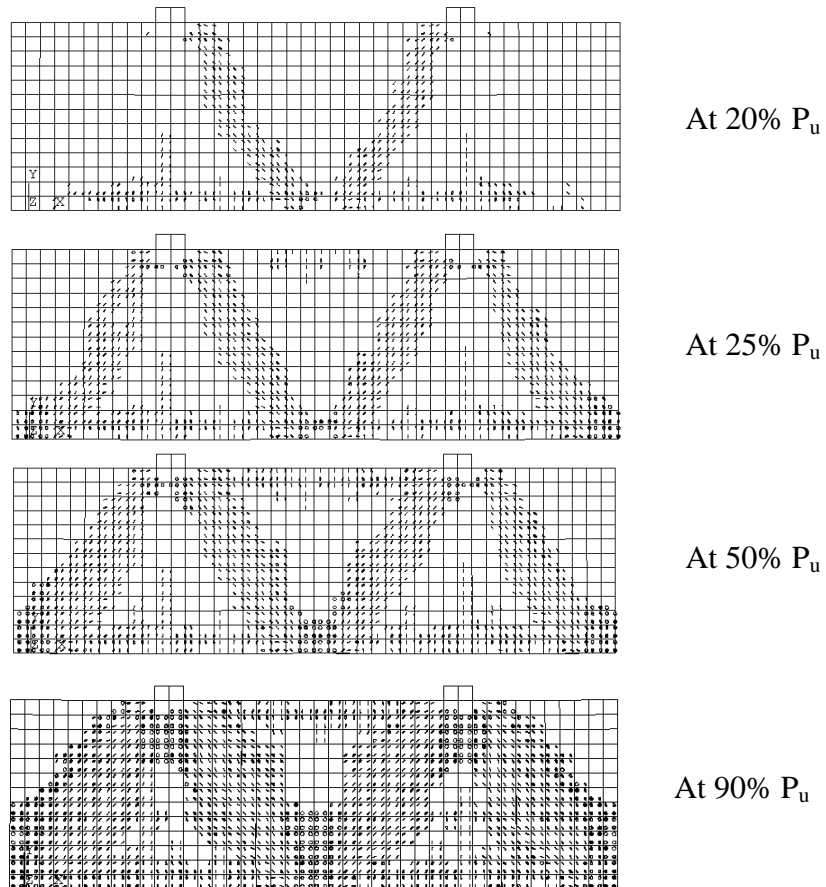 At 20% Pu
Y
Z X
At 25% Pu
Y
Z X
At 50% Pu
X
At 90% Pu
X